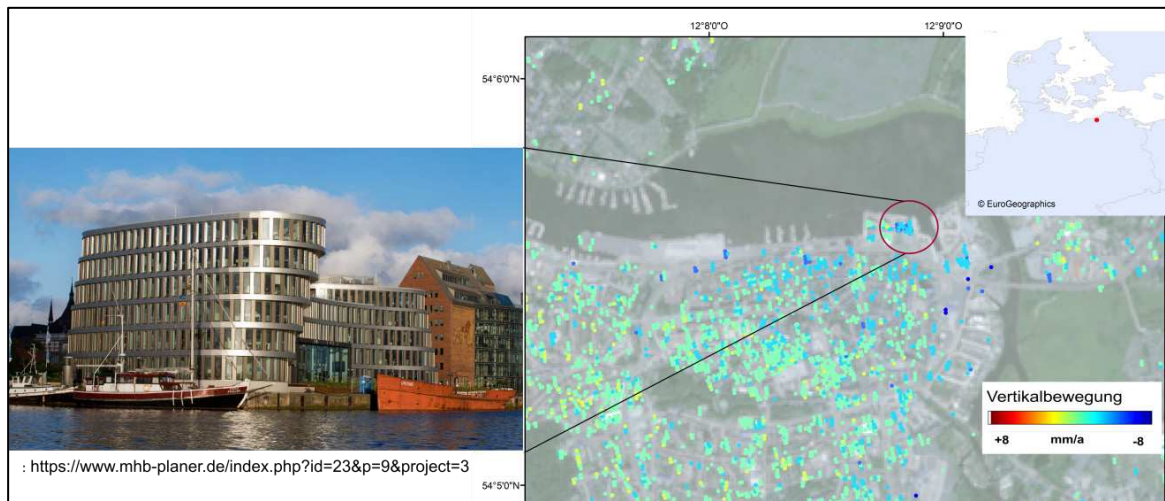 12°8'0"O
12°9'0"O
54°6'0"N
© EuroGeographics
Vertikalbewegung
+8 mm/a -8
: https://www.mhb-planer.de/index.php?id=23&p=9&project=3
54°5'0"N